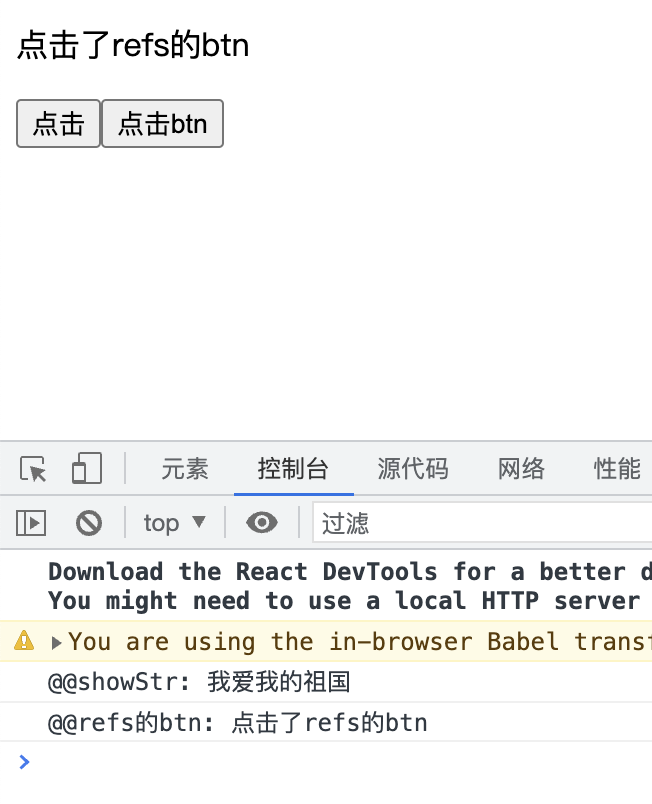 点击了refs的btn
点击 点击btn
元素 控制台 源代码 网络 性能
top 过滤
Download the React DevTools for a better d
You might need to use a local HTTP server
You are using the in-browser Babel transf
@@showStr: 我爱我的祖国
@@refs的btn: 点击了refs的btn